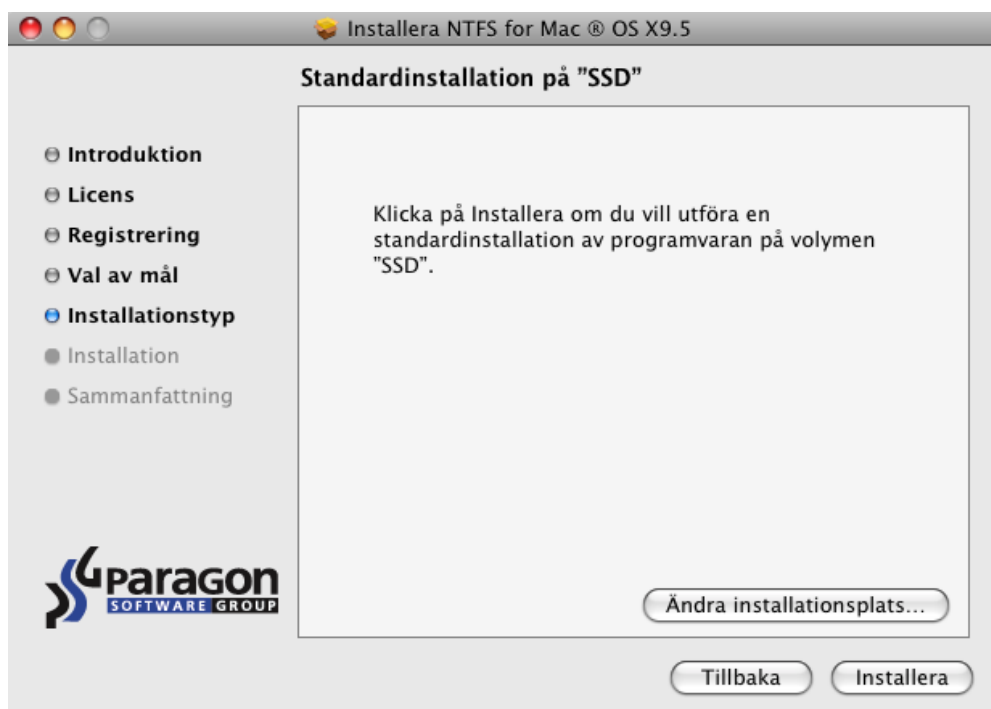 Installera NTFS for Mac ® OS X9.5
Standardinstallation på ”SSD”
Introduktion
Licens
Registrering
Val av mål
Installationstyp
Installation
Sammanfattning
Klicka på Installera om du vill utföra en
standardinstallation av programvaran på volymen
”SSD”.
paragon
SOFTWARE GROUP
Ändra installationsplats...
Tillbaka
Installera